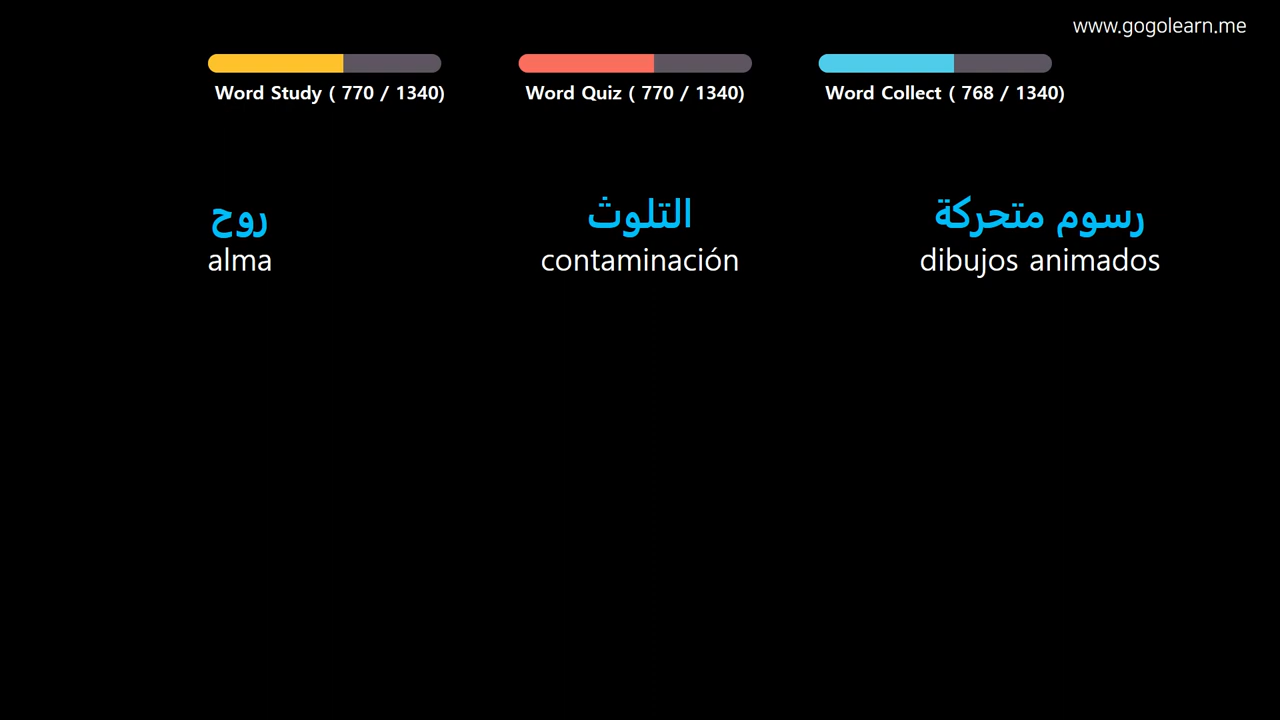 www.gogolearn.me
Word Study ( 770 / 1340)
Word Quiz ( 770 / 1340)
Word Collect ( 768 / 1340)
روح
alma
التلوث
contaminación
رسوم متحركة
dibujos animados